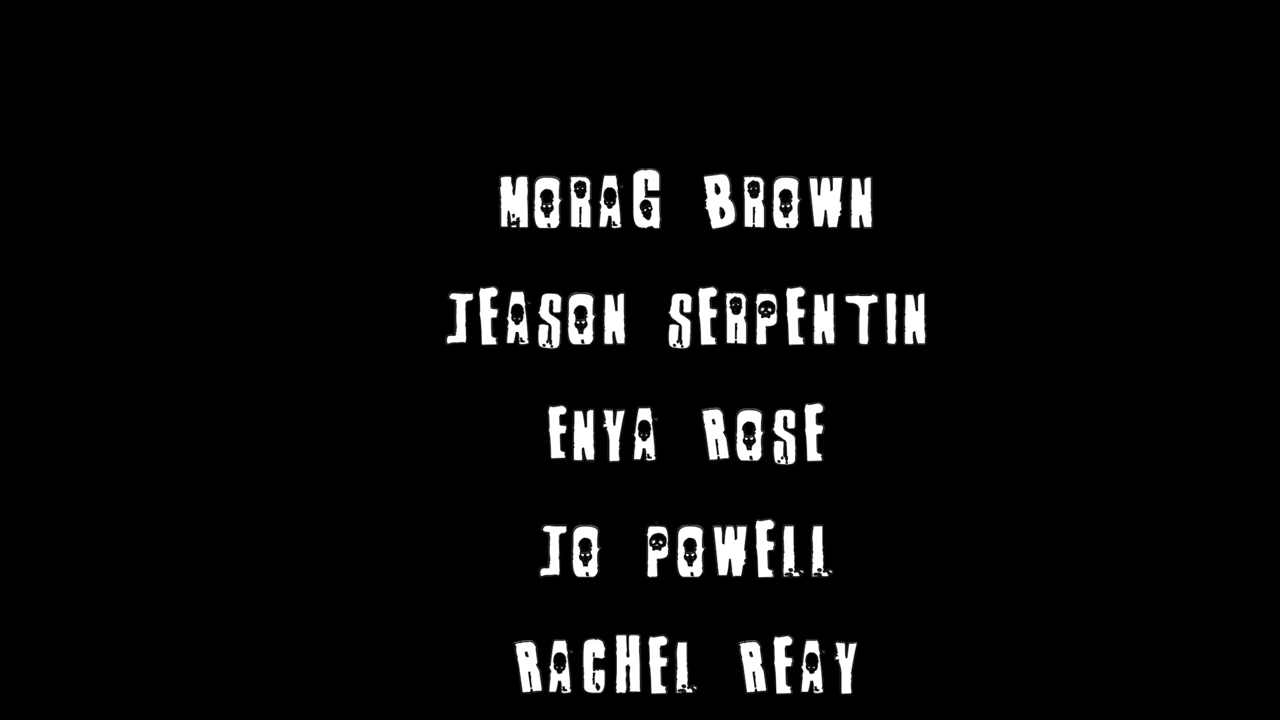 MORAG BROWN
JEASON SERPENTIN
ENYA ROSE
JO POWELL
RACHEL REAY